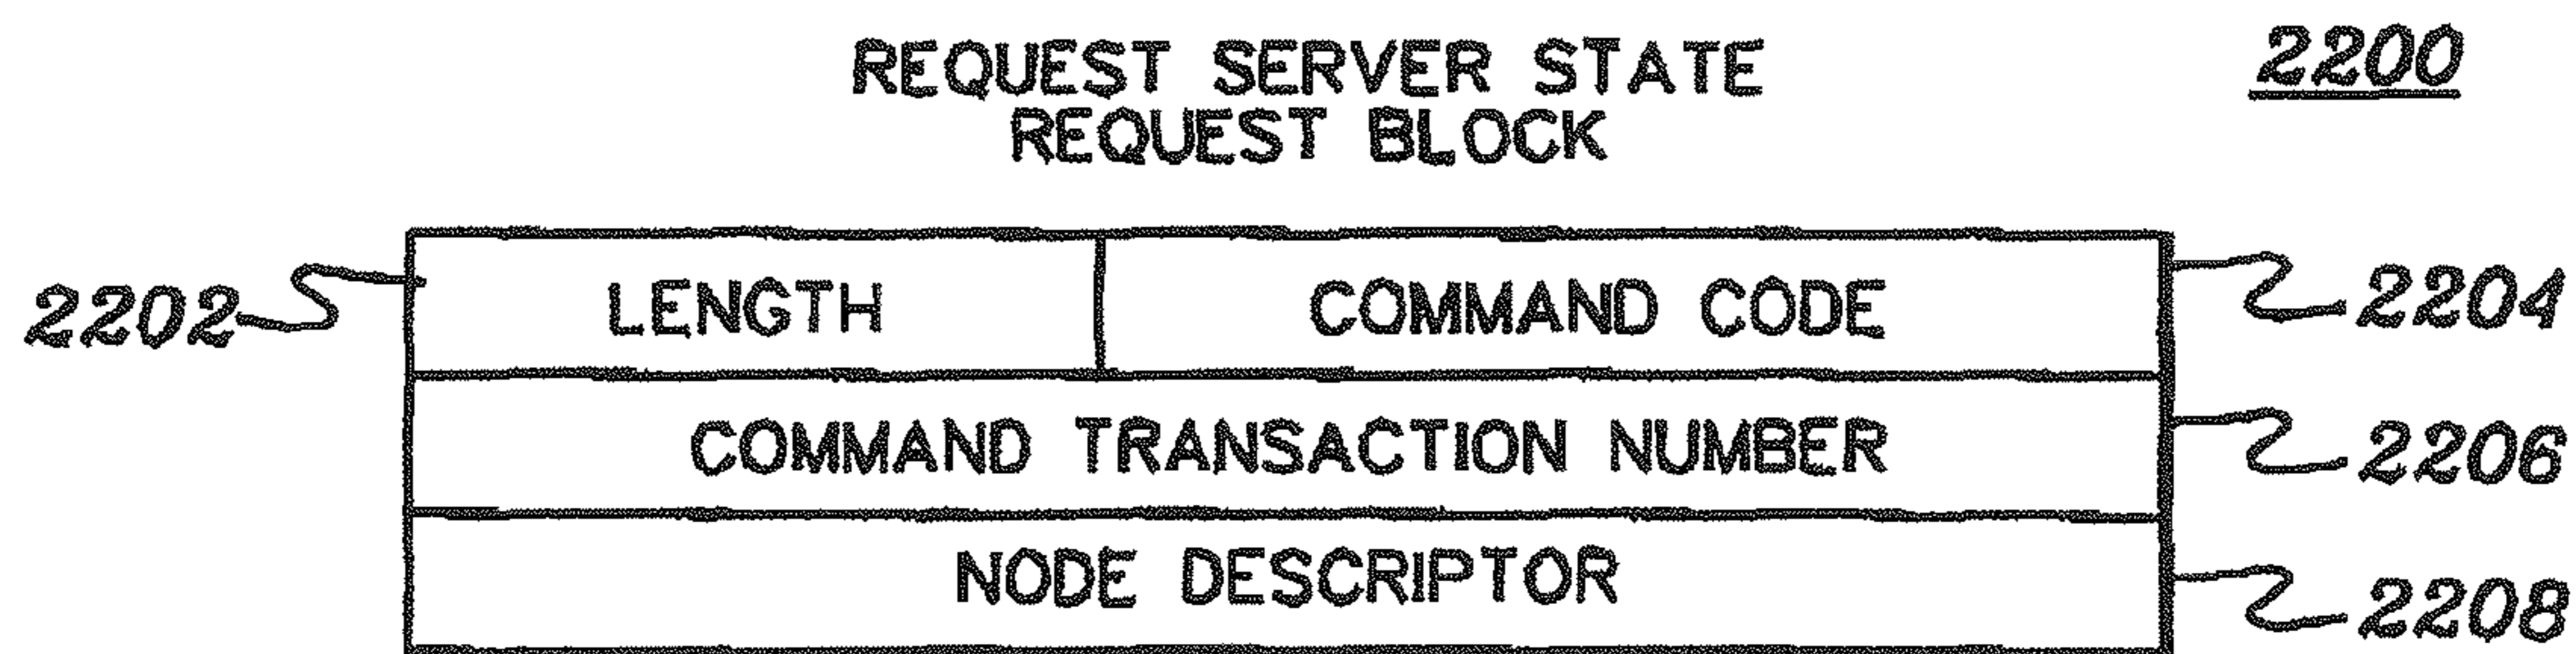 REQUEST SERVER STATE 2200
REQUEST BLOCK
2202 LENGTH COMMAND CODE 2204
COMMAND TRANSACTION NUMBER 2206
NODE DESCRIPTOR 2208